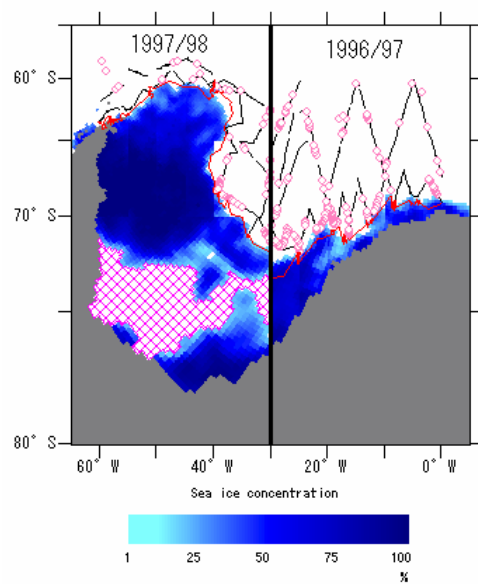 1997/98 1996/97
60° S
70° S
80° S
60° W 40° W 20° W 0° W
Sea ice concentration
1 25 50 75 100
%